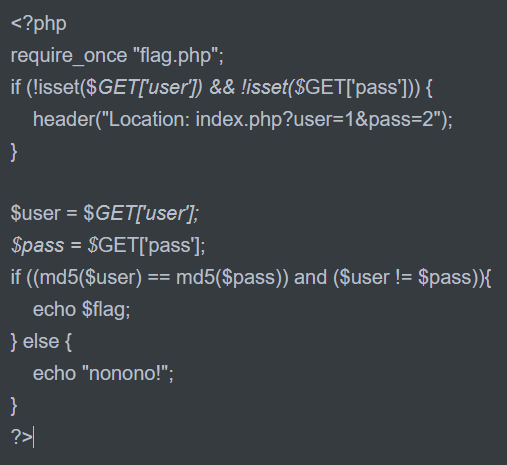 <?php
require_once "flag.php";
if (!isset($GET['user']) && !isset($GET['pass'])) {
header("Location: index.php?user=1&pass=2");
}
$user = $GET['user'];
$pass = $GET['pass'];
if ((md5($user) == md5($pass)) and ($user != $pass)){
echo $flag;
} else {
echo "nonono!";
}
?>